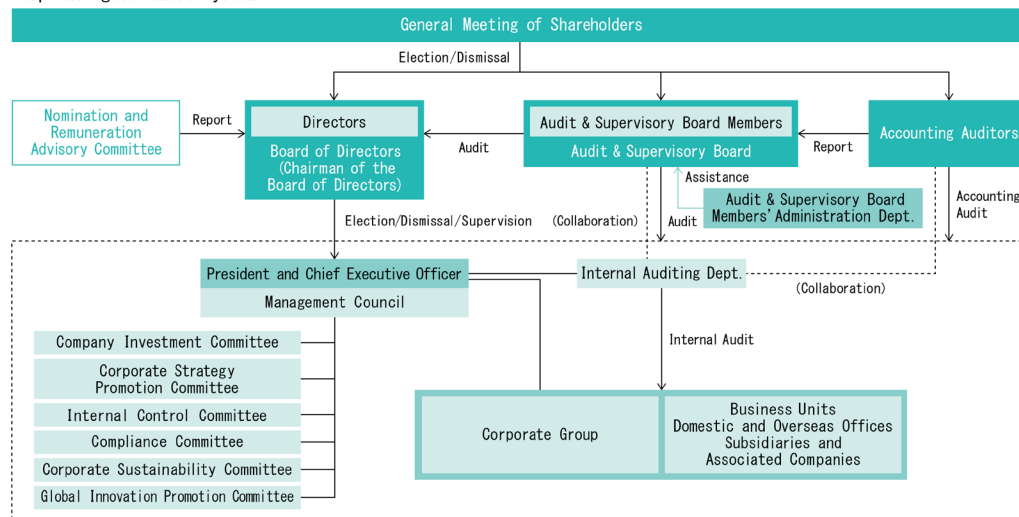 General Meeting of Shareholders
Election/Dismissal
Nomination and
Remuneration
Advisory Committee
Report
Directors
Board of Directors
(Chairman of the
Board of Directors)
Audit
Audit & Supervisory Board Members
Audit & Supervisory Board
Report
Accounting Auditors
Assistance
Audit & Supervisory Board
Members' Administration Dept.
Accounting
Audit
Election/Dismissal/Supervision
(Collaboration)
Audit
President and Chief Executive Officer
Management Council
Internal Auditing Dept.
(Collaboration)
Internal Audit
Company Investment Committee
Corporate Strategy
Promotion Committee
Internal Control Committee
Compliance Committee
Corporate Sustainability Committee
Global Innovation Promotion Committee
Corporate Group
Business Units
Domestic and Overseas Offices
Subsidiaries and
Associated Companies